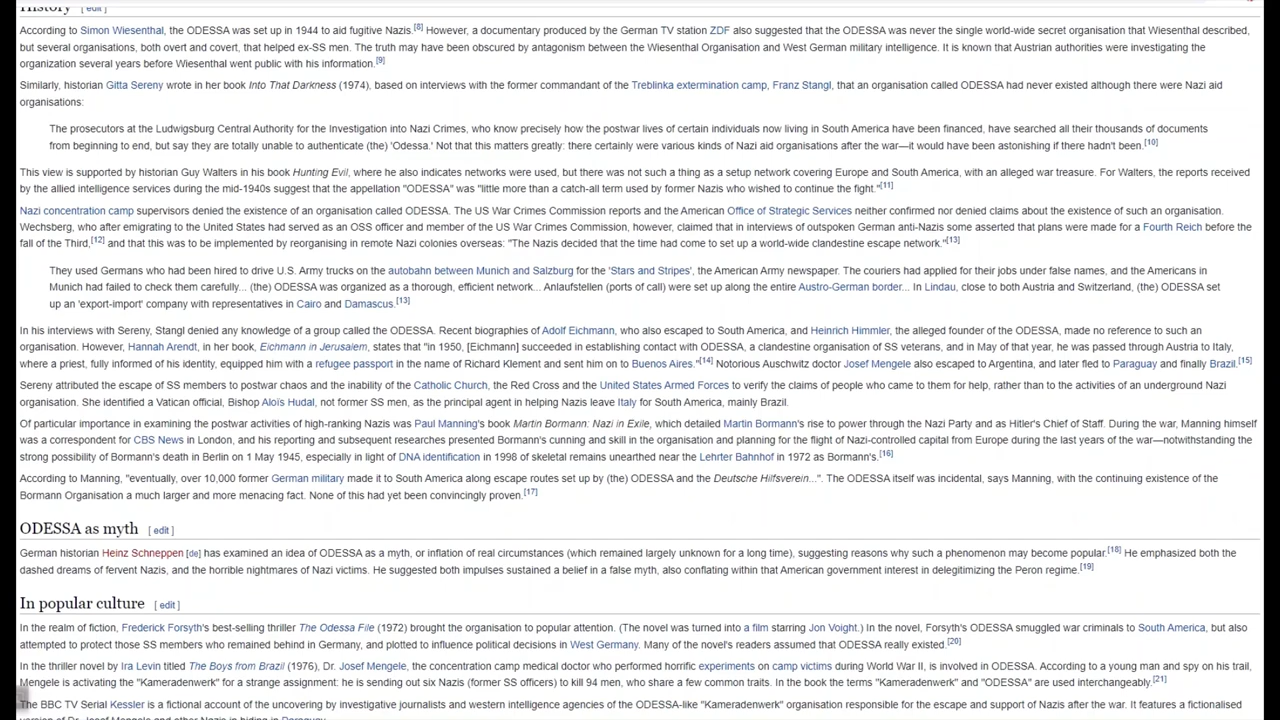 History [ edit ]
According to Simon Wiesenthal, the ODESSA was set up in 1944 to aid fugitive Nazis.[8] However, a documentary produced by the German TV station ZDF also suggested that the ODESSA was never the single world-wide secret organisation that Wiesenthal described,
but several organisations, both overt and covert, that helped ex-SS men. The truth may have been obscured by antagonism between the Wiesenthal Organisation and West German military intelligence. It is known that Austrian authorities were investigating the
organization several years before Wiesenthal went public with his information.[9]
Similarly, historian Gitta Sereny wrote in her book Into That Darkness (1974), based on interviews with the former commandant of the Treblinka extermination camp, Franz Stangl, that an organisation called ODESSA had never existed although there were Nazi aid
organisations:
The prosecutors at the Ludwigsburg Central Authority for the Investigation into Nazi Crimes, who know precisely how the postwar lives of certain individuals now living in South America have been financed, have searched all their thousands of documents
from beginning to end, but say they are totally unable to authenticate (the) 'Odessa.' Not that this matters greatly: there certainly were various kinds of Nazi aid organisations after the war—it would have been astonishing if there hadn't been.[10]
This view is supported by historian Guy Walters in his book Hunting Evil, where he also indicates networks were used, but there was not such a thing as a setup network covering Europe and South America, with an alleged war treasure. For Walters, the reports received
by the allied intelligence services during the mid-1940s suggest that the appellation "ODESSA" was "little more than a catch-all term used by former Nazis who wished to continue the fight."[11]
Nazi concentration camp supervisors denied the existence of an organisation called ODESSA. The US War Crimes Commission reports and the American Office of Strategic Services neither confirmed nor denied claims about the existence of such an organisation.
Wechsberg, who after emigrating to the United States had served as an OSS officer and member of the US War Crimes Commission, however, claimed that in interviews of outspoken German anti-Nazis some asserted that plans were made for a Fourth Reich before the
fall of the Third,[12] and that this was to be implemented by reorganising in remote Nazi colonies overseas: "The Nazis decided that the time had come to set up a world-wide clandestine escape network."[13]
They used Germans who had been hired to drive U.S. Army trucks on the autobahn between Munich and Salzburg for the 'Stars and Stripes', the American Army newspaper. The couriers had applied for their jobs under false names, and the Americans in
Munich had failed to check them carefully... (the) ODESSA was organized as a thorough, efficient network... Anlaufstellen (ports of call) were set up along the entire Austro-German border... In Lindau, close to both Austria and Switzerland, (the) ODESSA set
up an 'export-import' company with representatives in Cairo and Damascus.[13]
In his interviews with Sereny, Stangl denied any knowledge of a group called the ODESSA. Recent biographies of Adolf Eichmann, who also escaped to South America, and Heinrich Himmler, the alleged founder of the ODESSA, made no reference to such an
organisation. However, Hannah Arendt, in her book, Eichmann in Jerusalem, states that "in 1950, [Eichmann] succeeded in establishing contact with ODESSA, a clandestine organisation of SS veterans, and in May of that year, he was passed through Austria to Italy,
where a priest, fully informed of his identity, equipped him with a refugee passport in the name of Richard Klement and sent him on to Buenos Aires."[14] Notorious Auschwitz doctor Josef Mengele also escaped to Argentina, and later fled to Paraguay and finally Brazil.[15]
Sereny attributed the escape of SS members to postwar chaos and the inability of the Catholic Church, the Red Cross and the United States Armed Forces to verify the claims of people who came to them for help, rather than to the activities of an underground Nazi
organisation. She identified a Vatican official, Bishop Aloïs Hudal, not former SS men, as the principal agent in helping Nazis leave Italy for South America, mainly Brazil.
Of particular importance in examining the postwar activities of high-ranking Nazis was Paul Manning's book Martin Bormann: Nazi in Exile, which detailed Martin Bormann's rise to power through the Nazi Party and as Hitler's Chief of Staff. During the war, Manning himself
was a correspondent for CBS News in London, and his reporting and subsequent researches presented Bormann's cunning and skill in the organisation and planning for the flight of Nazi-controlled capital from Europe during the last years of the war—notwithstanding the
strong possibility of Bormann's death in Berlin on 1 May 1945, especially in light of DNA identification in 1998 of skeletal remains unearthed near the Lehrter Bahnhof in 1972 as Bormann's.[16]
According to Manning, "eventually, over 10,000 former German military made it to South America along escape routes set up by (the) ODESSA and the Deutsche Hilfsverein...". The ODESSA itself was incidental, says Manning, with the continuing existence of the
Bormann Organisation a much larger and more menacing fact. None of this had yet been convincingly proven.[17]
ODESSA as myth [ edit ]
German historian Heinz Schneppen [de] has examined an idea of ODESSA as a myth, or inflation of real circumstances (which remained largely unknown for a long time), suggesting reasons why such a phenomenon may become popular.[18] He emphasized both the
dashed dreams of fervent Nazis, and the horrible nightmares of Nazi victims. He suggested both impulses sustained a belief in a false myth, also conflating within that American government interest in delegitimizing the Peron regime.[19]
In popular culture [ edit ]
In the realm of fiction, Frederick Forsyth's best-selling thriller The Odessa File (1972) brought the organisation to popular attention. (The novel was turned into a film starring Jon Voight.) In the novel, Forsyth's ODESSA smuggled war criminals to South America, but also
attempted to protect those SS members who remained behind in Germany, and plotted to influence political decisions in West Germany. Many of the novel's readers assumed that ODESSA really existed.[20]
In the thriller novel by Ira Levin titled The Boys from Brazil (1976), Dr. Josef Mengele, the concentration camp medical doctor who performed horrific experiments on camp victims during World War II, is involved in ODESSA. According to a young man and spy on his trail,
Mengele is activating the "Kameradenwerk" for a strange assignment: he is sending out six Nazis (former SS officers) to kill 94 men, who share a few common traits. In the book the terms "Kameradenwerk" and "ODESSA" are used interchangeably.[21]
The BBC TV Serial Kessler is a fictional account of the uncovering by investigative journalists and western intelligence agencies of the ODESSA-like "Kameradenwerk" organisation responsible for the escape and support of Nazis after the war. It features a fictionalised
version of Dr. Josef Mengele and other Nazis in hiding in Paraguay.